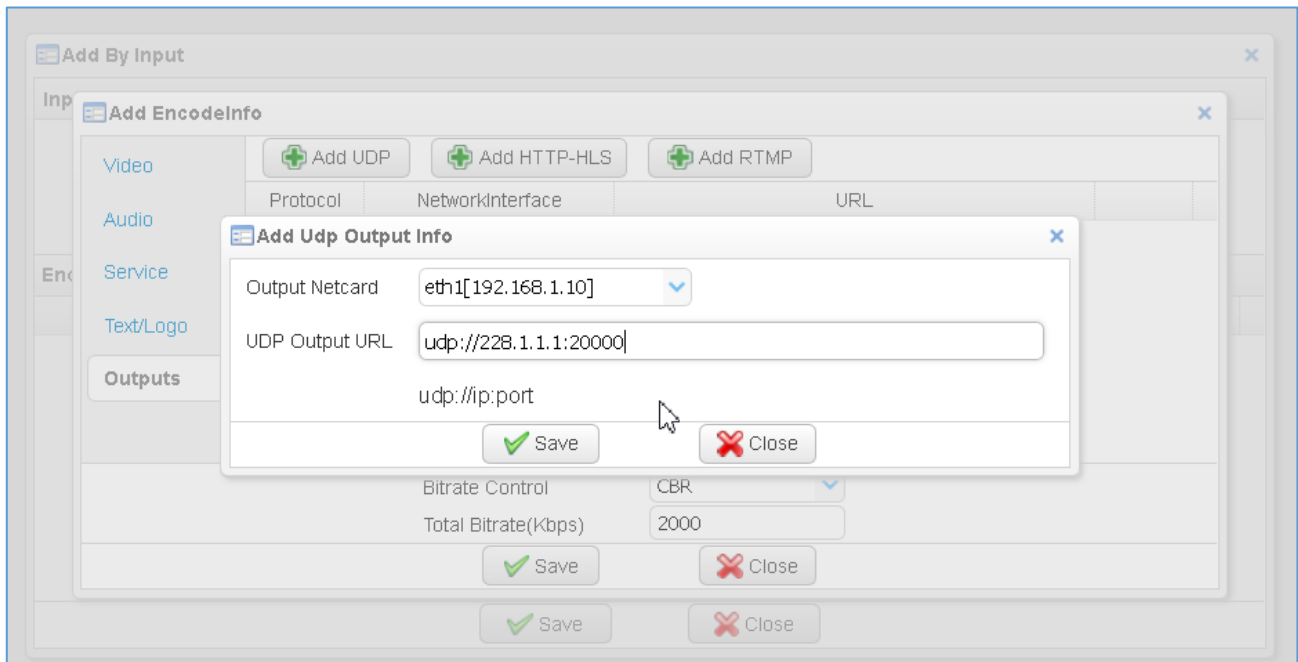 Add By Input
Inp
Add EncodeInfo
Video
Audio
Service
Text/Logo
Outputs
Add UDP
Add HTTP-HLS
Add RTMP
Protocol NetworkInterface URL
Enc
Add Udp Output Info
Output Netcard eth1[192.168.1.10]
UDP Output URL udp://228.1.1.1:20000
udp://ip:port
Save Close
Bitrate Control CBR
Total Bitrate(Kbps) 2000
Save Close
Save Close